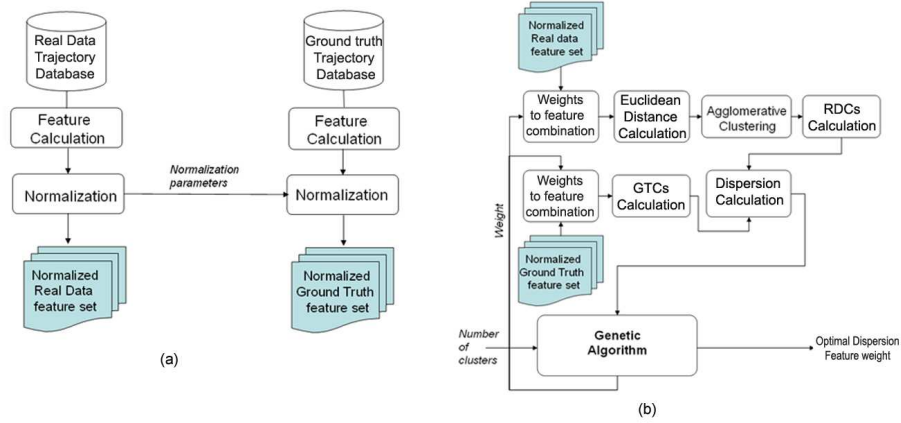 Real Data
Trajectory
Database
Ground truth
Trajectory
Database
Feature
Calculation
Feature
Calculation
Normalization
Normalization
parameters
Normalization
Normalized
Real Data
feature set
Normalized
Ground Truth
feature set
(a)
Normalized
Real data
feature set
Weights
to feature
combination
Euclidean
Distance
Calculation
Agglomerative
Clustering
RDCs
Calculation
Weights
to feature
combination
GTCs
Calculation
Dispersion
Calculation
Weight
Normalized
Ground Truth
feature set
Number
of
clusters
Genetic
Algorithm
Optimal Dispersion
Feature weight
(b)